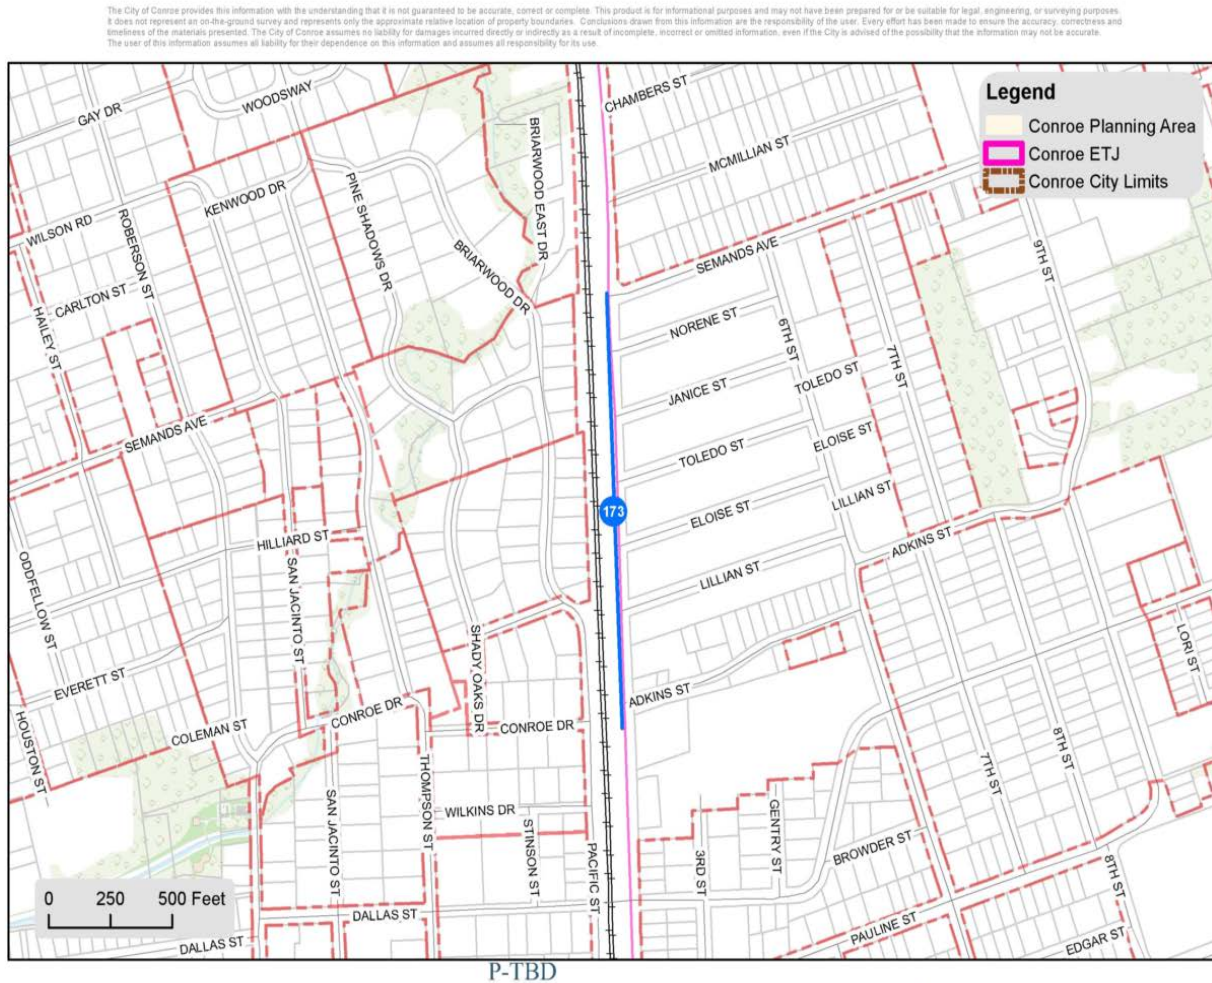 The City of Conroe provides this information with the understanding that it is not guaranteed to be accurate, correct or complete. This product is for informational purposes and may not have been prepared for or be suitable for legal, engineering, or surveying purposes.
It does not represent an on-the-ground survey and represents only the approximate relative location of property boundaries. Conclusions drawn from this information are the responsibility of the user. Every effort has been made to ensure the accuracy, correctness and
timeliness of the materials presented. The City of Conroe assumes no liability for damages incurred directly or indirectly as a result of incomplete, incorrect or omitted information, even if the City is advised of the possibility that the information may not be accurate.
The user of this information assumes all liability for their dependence on this information and assumes all responsibility for its use.
Legend
Conroe Planning Area
Conroe ETJ
Conroe City Limits
GAY DR
WOODSWAY
CHAMBERS ST
MCMILLIAN ST
BRIARWOOD EAST DR
KENWOOD DR
PINE SHADOWS DR
WILSON RD
ROBERSON ST
BRIARWOOD DR
SEMANDS AVE
9TH ST
CARLTON ST
HAILEY ST
NORENE ST
6TH ST
7TH ST
JANICE ST
TOLEDO ST
SEMANDS AVE
TOLEDO ST
ELOISE ST
173
ELOISE ST
LILLIAN ST
HILLIARD ST
ADKINS ST
ODDFELLOW ST
SAN JACINTO ST
LILLIAN ST
SHADY OAKS DR
LORI ST
EVERETT ST
ADKINS ST
HOUSTON ST
COLEMAN ST
CONROE DR
CONROE DR
8TH ST
7TH ST
THOMPSON ST
SAN JACINTO ST
WILKINS DR
STINSON ST
PACIFIC ST
3RD ST
GENTRY ST
BROWDER ST
8TH ST
0 250 500 Feet
DALLAS ST
PAULINE ST
DALLAS ST
EDGAR ST
P-TBD